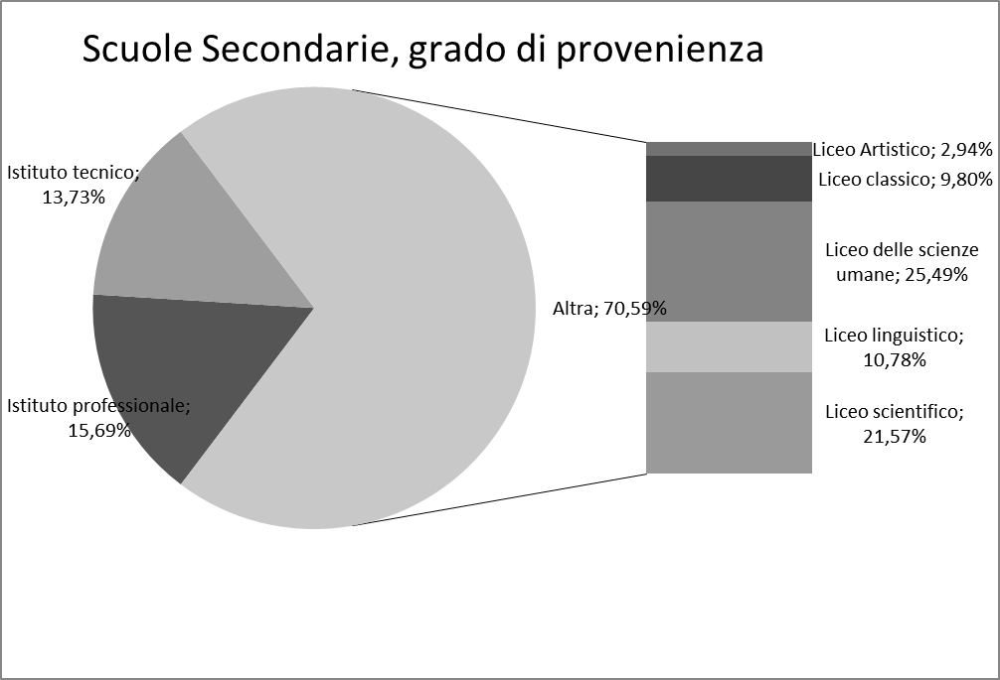 Scuole Secondarie, grado di provenienza
Istituto tecnico;
13,73%
Istituto professionale;
15,69%
Altra; 70,59%
Liceo Artistico; 2,94%
Liceo classico; 9,80%
Liceo delle scienze
umane; 25,49%
Liceo linguistico;
10,78%
Liceo scientifico;
21,57%